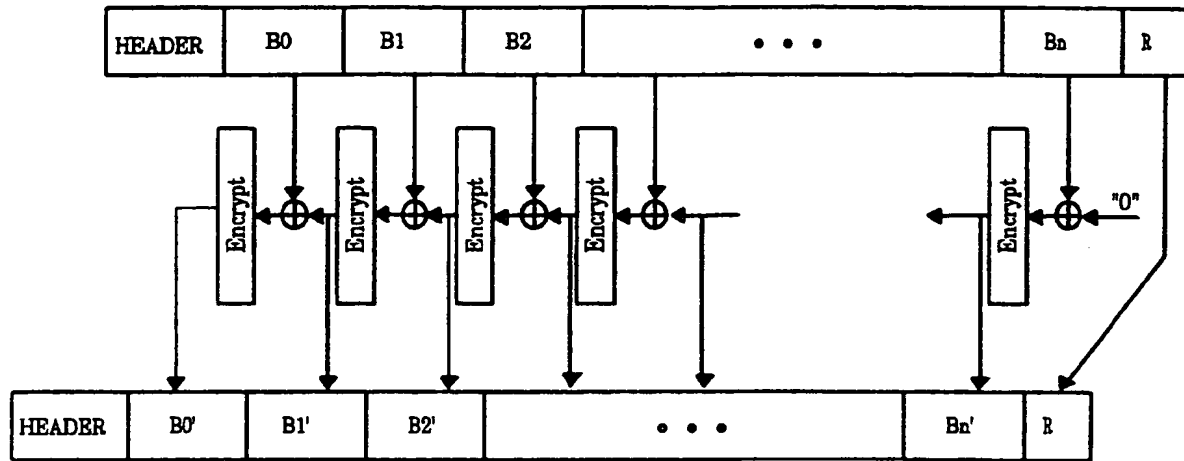 HEADER B0 B1 B2 • • • Bn R
Encrypt Encrypt Encrypt Encrypt Encrypt "0"
HEADER B0' B1' B2' • • • Bn' R